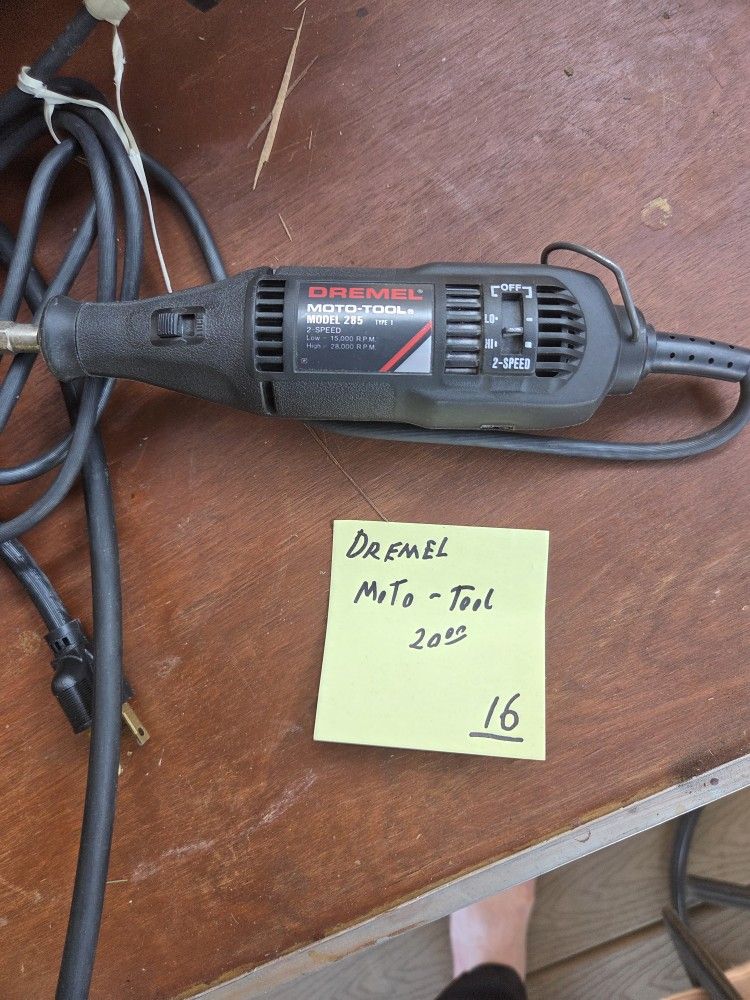 DREMEL®
MOTO-TOOL®
MODEL 285 TYPE 1
2-SPEED
Low - 15,000 R.P.M.
High - 28,000 R.P.M.
OFF
LO
HI
2-SPEED
DREMEL
MOTO - TOOL
20⁰⁰
16